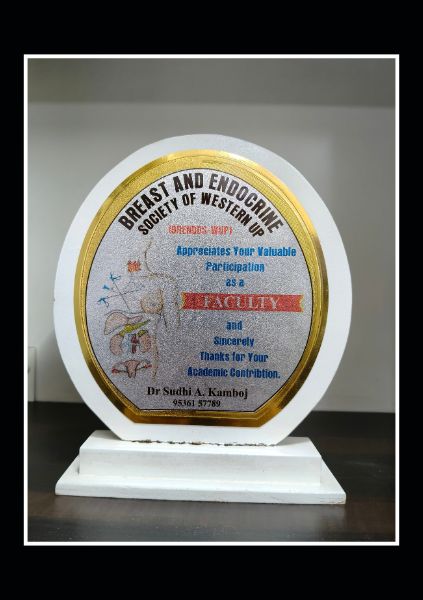 BREAST AND ENDOCRINE
SOCIETY OF WESTERN UP
(BRENDOS-WUP)
Appreciates Your Valuable
Participation
as a
FACULTY
and
Sincerely
Thanks for Your
Academic Contribtion.
Dr Sudhi A. Kamboj
95361 57789